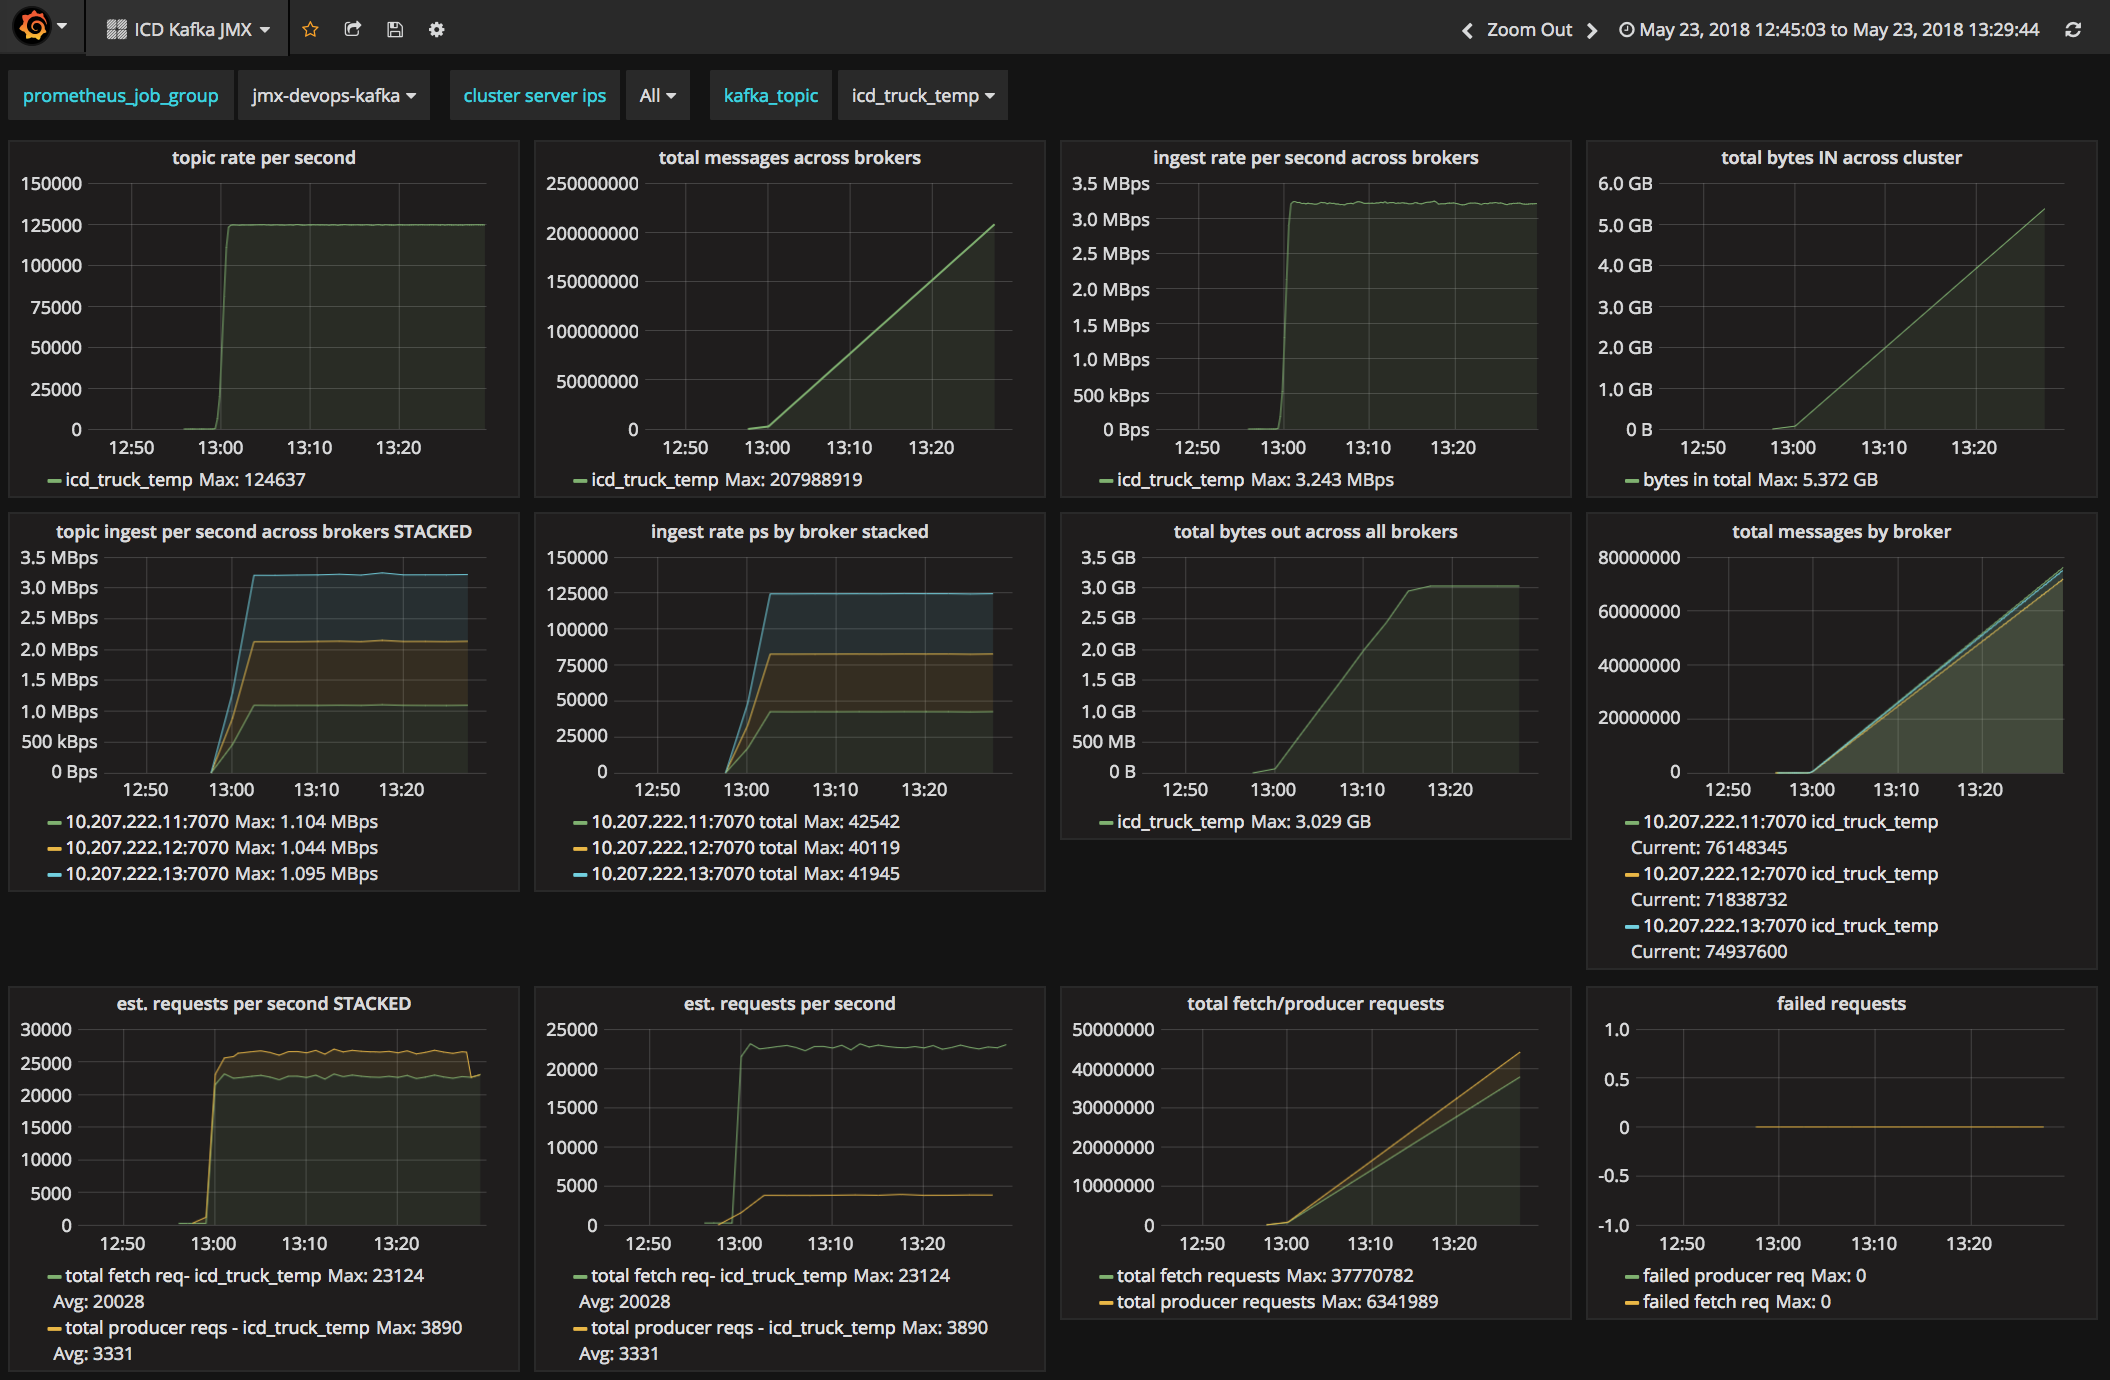 ICD Kafka JMX
Zoom Out
May 23, 2018 12:45:03 to May 23, 2018 13:29:44
prometheus_job_group jmx-devops-kafka cluster server ips All kafka_topic icd_truck_temp
topic rate per second
150000
125000
100000
75000
50000
25000
0
12:50 13:00 13:10 13:20
icd_truck_temp Max: 124637
total messages across brokers
250000000
200000000
150000000
100000000
50000000
0
12:50 13:00 13:10 13:20
icd_truck_temp Max: 207988919
ingest rate per second across brokers
3.5 MBps
3.0 MBps
2.5 MBps
2.0 MBps
1.5 MBps
1.0 MBps
500 kBps
0 Bps
12:50 13:00 13:10 13:20
icd_truck_temp Max: 3.243 MBps
total bytes IN across cluster
6.0 GB
5.0 GB
4.0 GB
3.0 GB
2.0 GB
1.0 GB
0 B
12:50 13:00 13:10 13:20
bytes in total Max: 5.372 GB
topic ingest per second across brokers STACKED
3.5 MBps
3.0 MBps
2.5 MBps
2.0 MBps
1.5 MBps
1.0 MBps
500 kBps
0 Bps
12:50 13:00 13:10 13:20
10.207.222.11:7070 Max: 1.104 MBps
10.207.222.12:7070 Max: 1.044 MBps
10.207.222.13:7070 Max: 1.095 MBps
ingest rate ps by broker stacked
150000
125000
100000
75000
50000
25000
0
12:50 13:00 13:10 13:20
10.207.222.11:7070 total Max: 42542
10.207.222.12:7070 total Max: 40119
10.207.222.13:7070 total Max: 41945
total bytes out across all brokers
3.5 GB
3.0 GB
2.5 GB
2.0 GB
1.5 GB
1.0 GB
500 MB
0 B
12:50 13:00 13:10 13:20
icd_truck_temp Max: 3.029 GB
total messages by broker
80000000
60000000
40000000
20000000
0
12:50 13:00 13:10 13:20
10.207.222.11:7070 icd_truck_temp
Current: 76148345
10.207.222.12:7070 icd_truck_temp
Current: 71838732
10.207.222.13:7070 icd_truck_temp
Current: 74937600
est. requests per second STACKED
30000
25000
20000
15000
10000
5000
0
12:50 13:00 13:10 13:20
total fetch req- icd_truck_temp Max: 23124
Avg: 20028
total producer reqs - icd_truck_temp Max: 3890
Avg: 3331
est. requests per second
25000
20000
15000
10000
5000
0
12:50 13:00 13:10 13:20
total fetch req- icd_truck_temp Max: 23124
Avg: 20028
total producer reqs - icd_truck_temp Max: 3890
Avg: 3331
total fetch/producer requests
50000000
40000000
30000000
20000000
10000000
0
12:50 13:00 13:10 13:20
total fetch requests Max: 37770782
total producer requests Max: 6341989
failed requests
1.0
0.5
0
-0.5
-1.0
12:50 13:00 13:10 13:20
failed producer req Max: 0
failed fetch req Max: 0